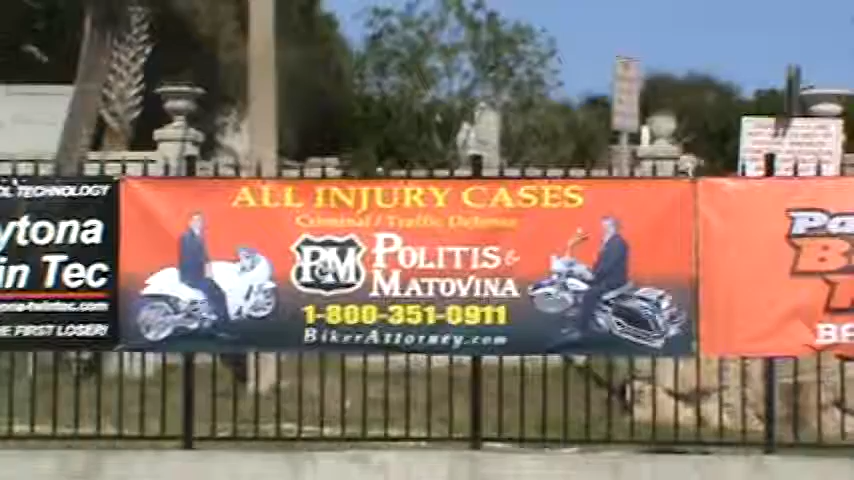 OL TECHNOLOGY
ytona
in Tec
E FIRST LOSER!
ALL INJURY CASES
Criminal / Traffic Defense
P&M
POLITIS &
MATOVINA
1-800-351-0911
BikerAttorney.com
Pa
B